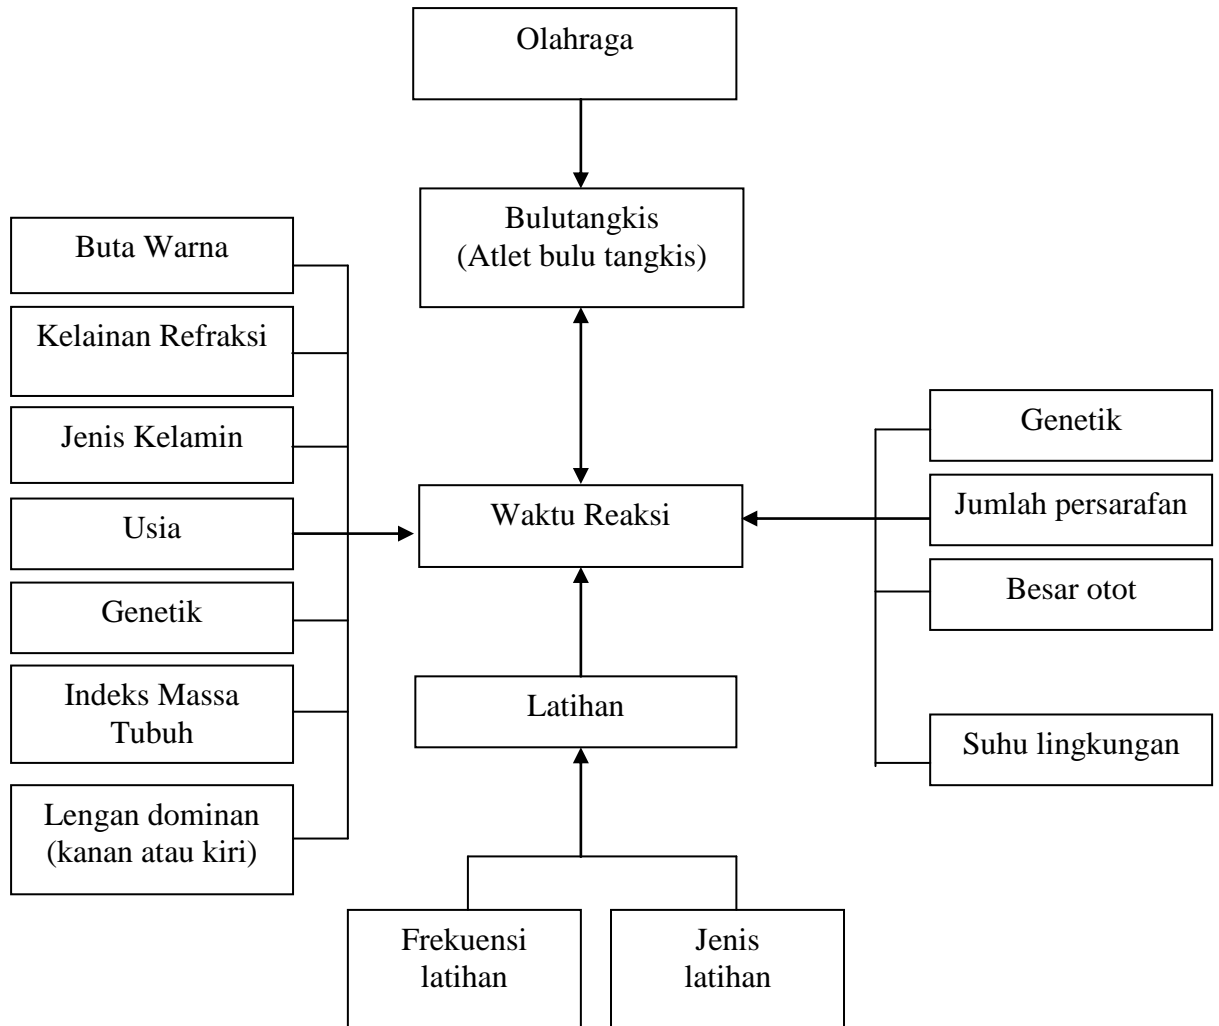 Olahraga
Bulutangkis
(Atlet bulu tangkis)
Buta Warna
Kelainan Refraksi
Jenis Kelamin
Usia
Genetik
Indeks Massa
Tubuh
Lengan dominan
(kanan atau kiri)
Waktu Reaksi
Genetik
Jumlah persarafan
Besar otot
Suhu lingkungan
Latihan
Frekuensi
latihan
Jenis
latihan